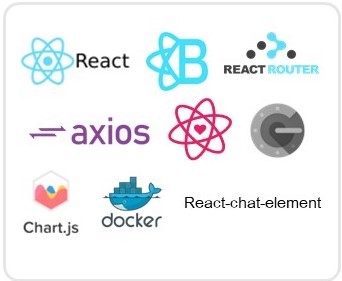 React
B
REACT ROUTER
axios
Chart.js
docker
React-chat-element